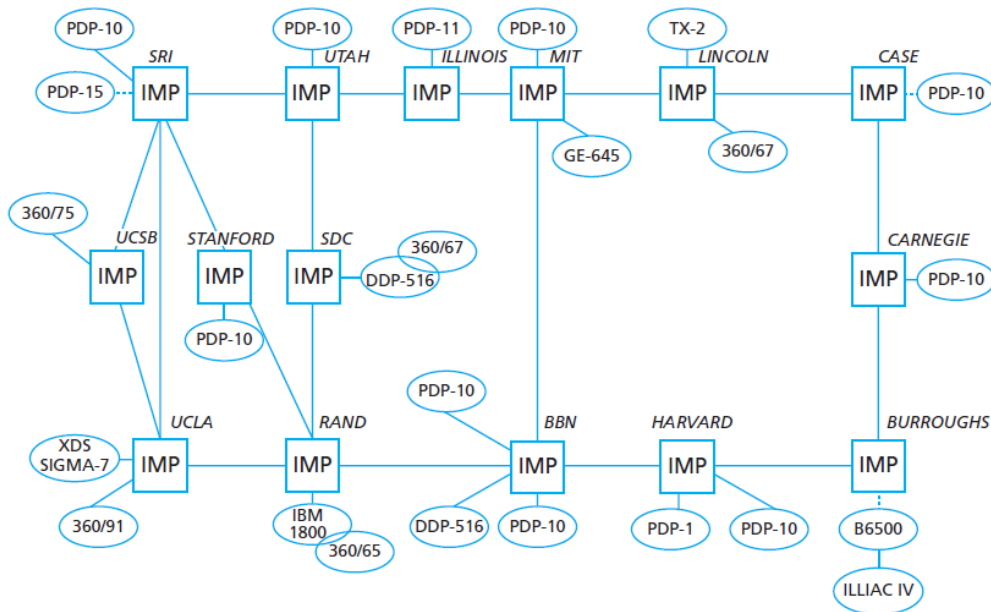 PDP-10
PDP-10
PDP-11
PDP-10
TX-2
SRI
UTAH
ILLINOIS
MIT
LINCOLN
CASE
PDP-15
IMP
IMP
IMP
IMP
IMP
IMP
PDP-10
GE-645
360/67
360/75
UCSB
STANFORD
SDC
360/67
CARNEGIE
IMP
IMP
IMP
DDP-516
IMP
PDP-10
PDP-10
PDP-10
UCLA
RAND
BBN
HARVARD
BURROUGHS
XDS
SIGMA-7
IMP
IMP
IMP
IMP
IMP
360/91
IBM
1800
360/65
DDP-516
PDP-10
PDP-1
PDP-10
B6500
ILLIAC IV